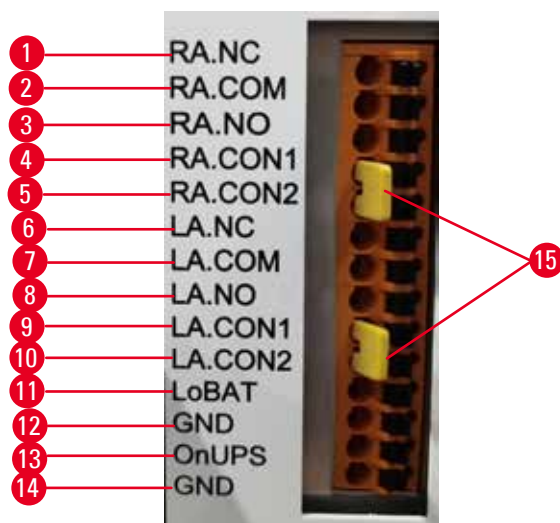 1 RA.NC
2 RA.COM
3 RA.NO
4 RA.CON1
5 RA.CON2
6 LA.NC
7 LA.COM
8 LA.NO
9 LA.CON1
10 LA.CON2
11 LoBAT
12 GND
13 OnUPS
14 GND
15